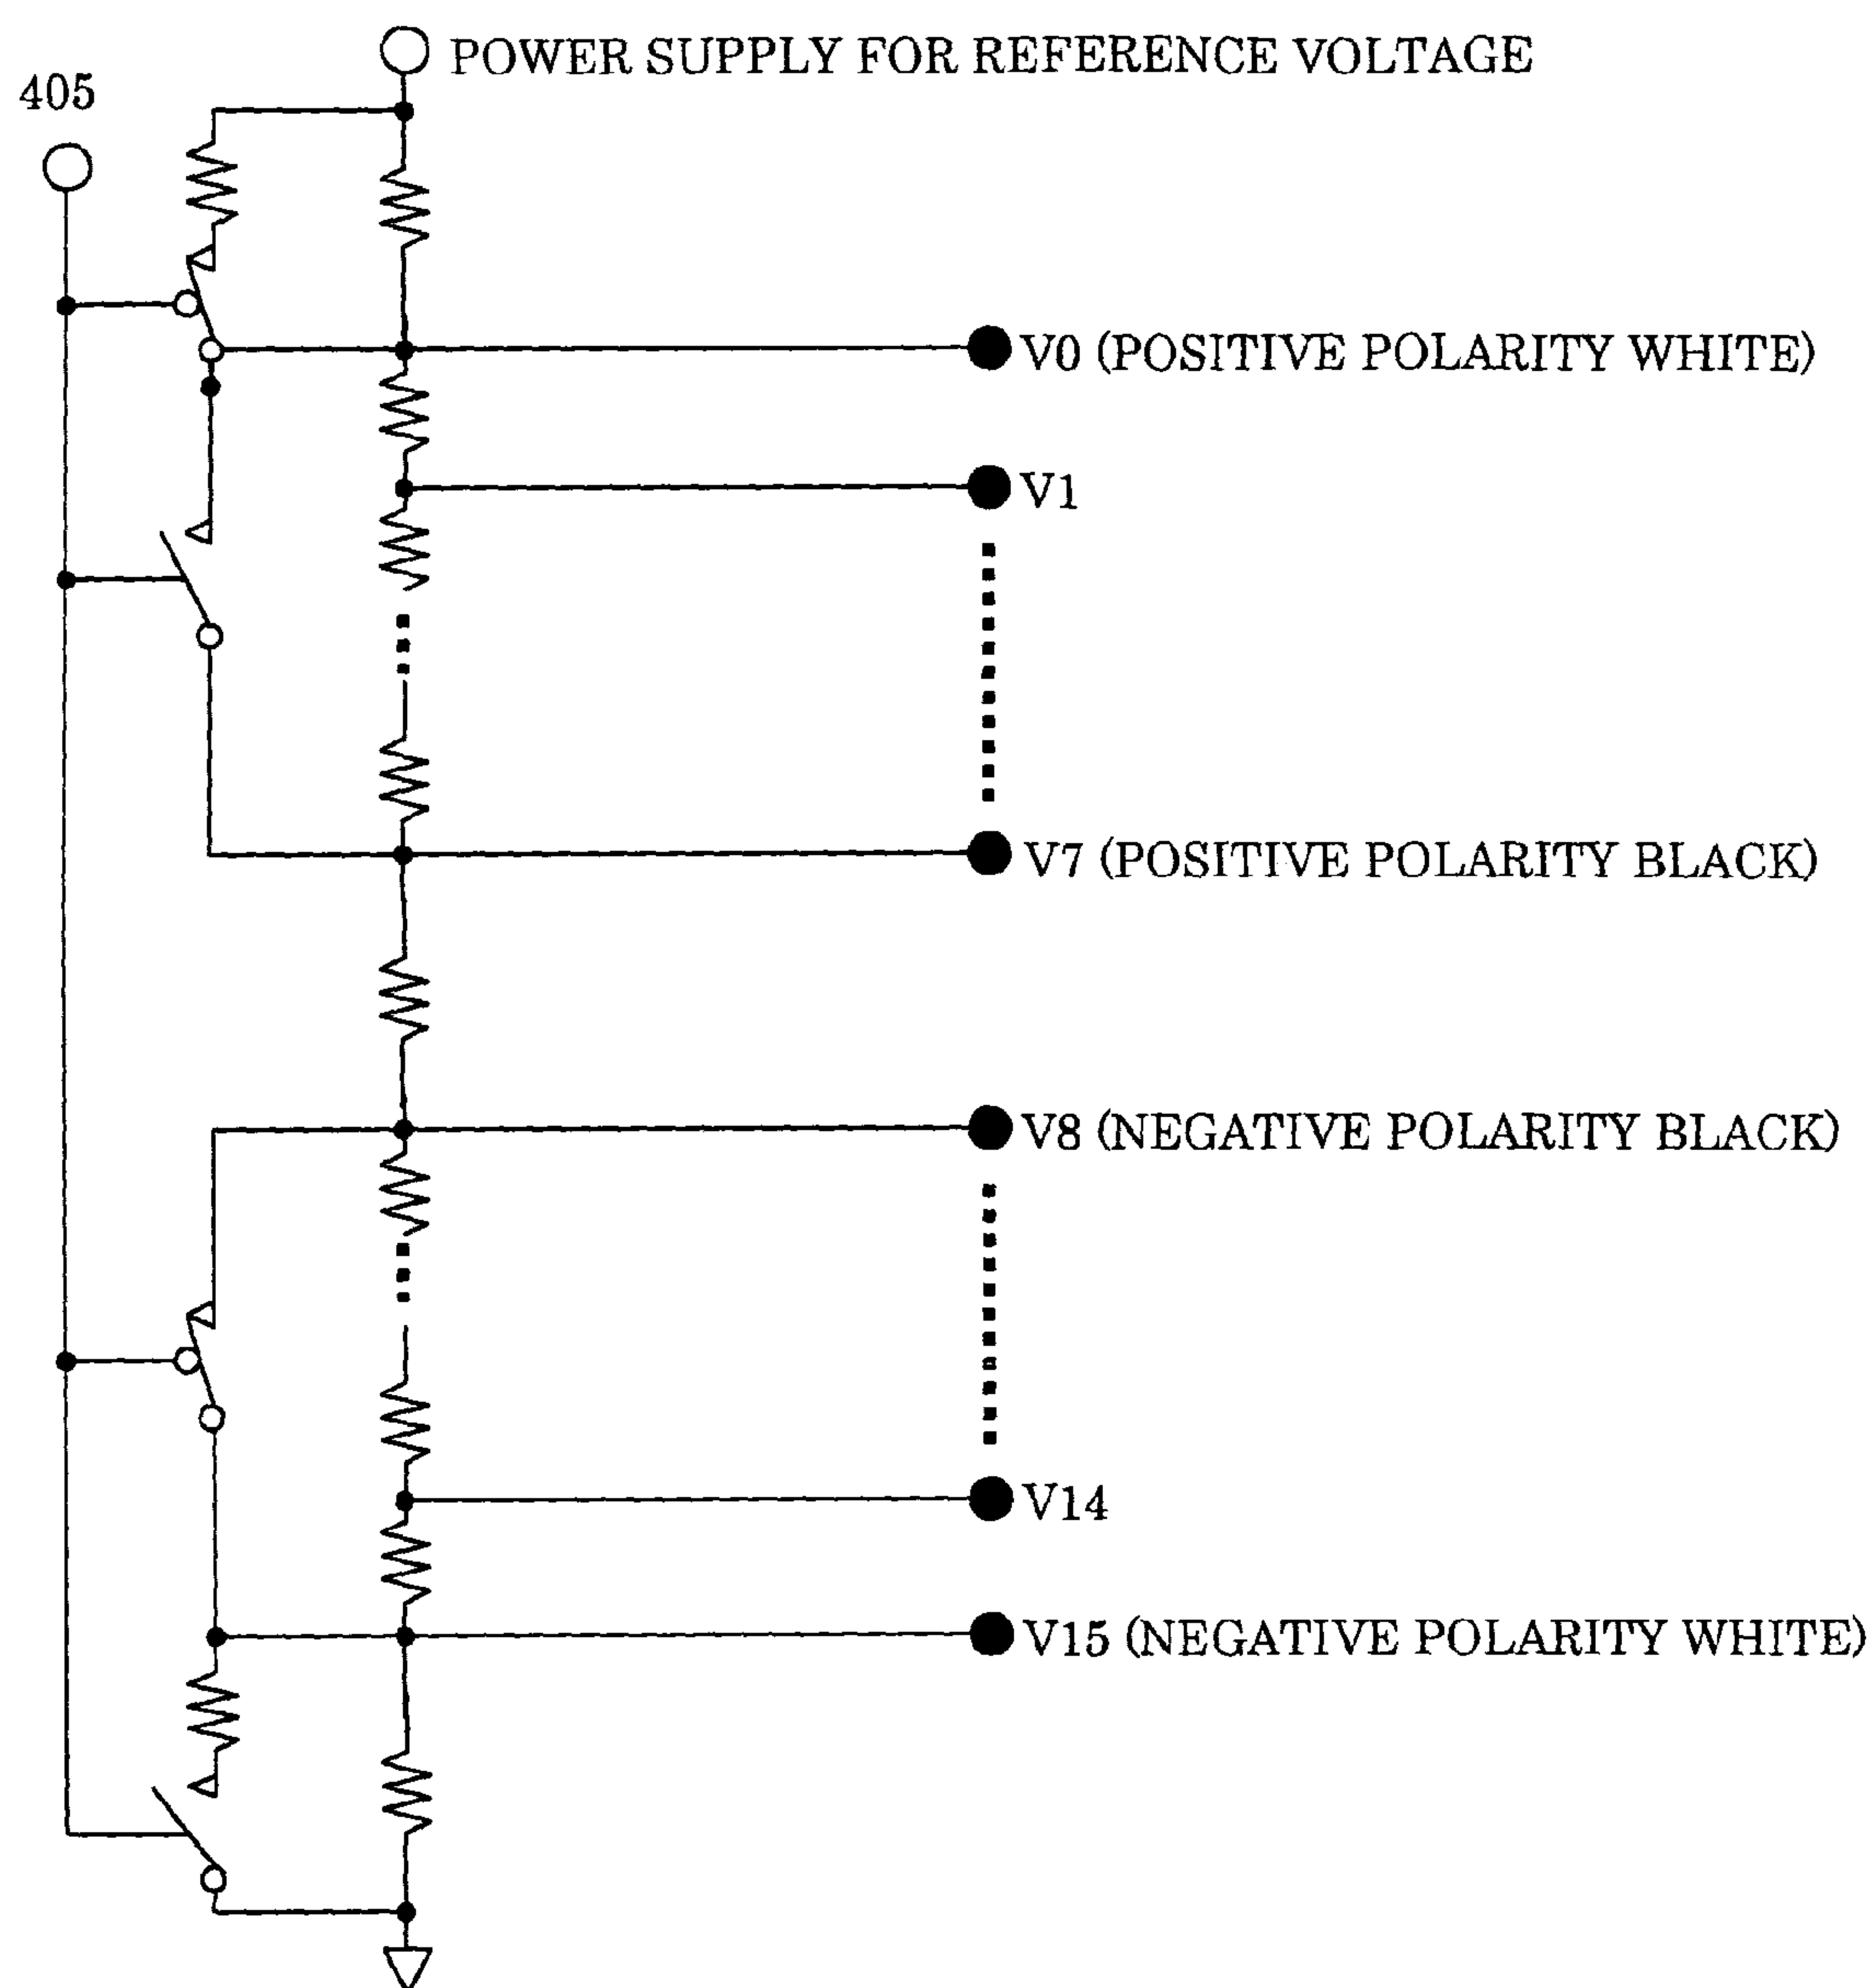 POWER SUPPLY FOR REFERENCE VOLTAGE
405
V0 (POSITIVE POLARITY WHITE)
V1
V7 (POSITIVE POLARITY BLACK)
V8 (NEGATIVE POLARITY BLACK)
V14
V15 (NEGATIVE POLARITY WHITE)